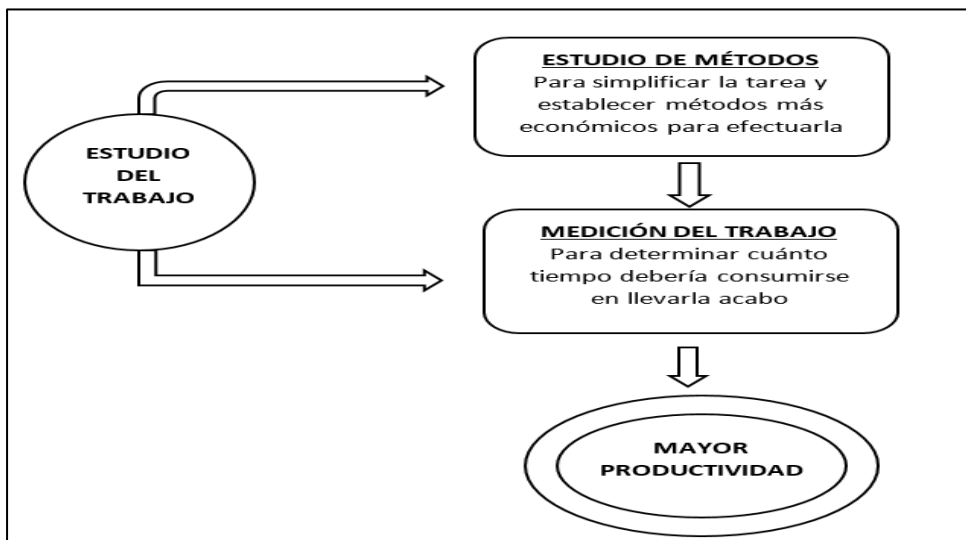 ESTUDIO
DEL
TRABAJO
ESTUDIO DE MÉTODOS
Para simplificar la tarea y
establecer métodos más
económicos para efectuarla
MEDICIÓN DEL TRABAJO
Para determinar cuánto
tiempo debería consumirse
en llevarla acabo
MAYOR
PRODUCTIVIDAD